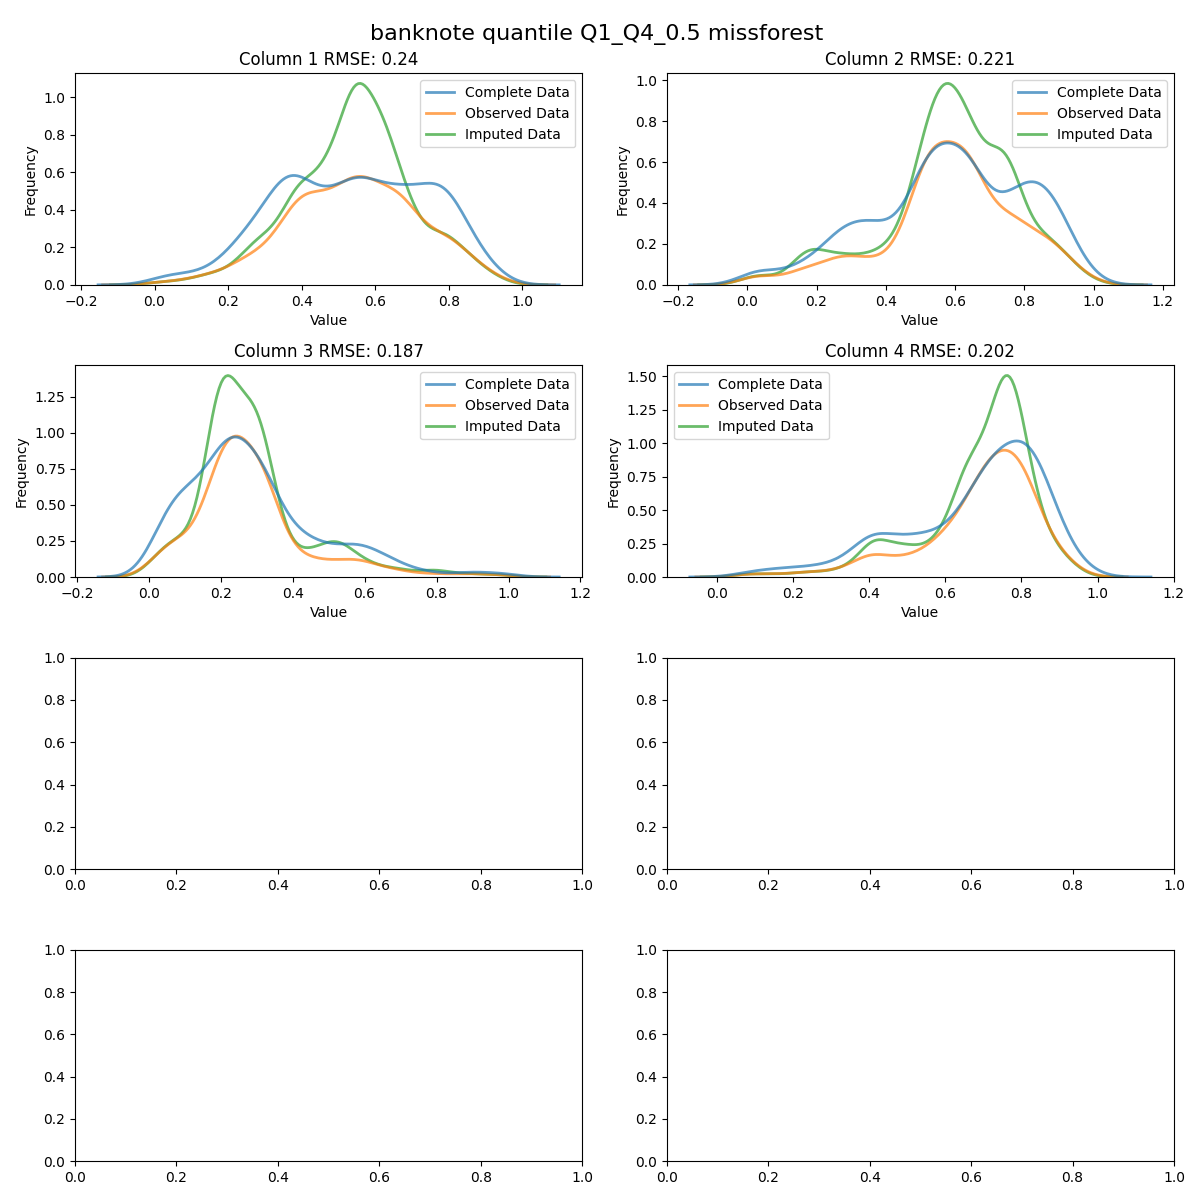 banknote quantile Q1_Q4_0.5 missforest
Column 1 RMSE: 0.24
Complete Data
Observed Data
Imputed Data
Frequency
0.0
0.2
0.4
0.6
0.8
1.0
−0.2 0.0 0.2 0.4 0.6 0.8 1.0
Value
Column 2 RMSE: 0.221
Complete Data
Observed Data
Imputed Data
Frequency
1.0
0.8
0.6
0.4
0.2
0.0
−0.2 0.0 0.2 0.4 0.6 0.8 1.0 1.2
Value
Column 3 RMSE: 0.187
Complete Data
Observed Data
Imputed Data
Frequency
1.25
1.00
0.75
0.50
0.25
0.00
−0.2 0.0 0.2 0.4 0.6 0.8 1.0 1.2
Value
Column 4 RMSE: 0.202
Complete Data
Observed Data
Imputed Data
Frequency
1.50
1.25
1.00
0.75
0.50
0.25
0.00
0.0 0.2 0.4 0.6 0.8 1.0 1.2
Value
1.0
0.8
0.6
0.4
0.2
0.0
0.0 0.2 0.4 0.6 0.8 1.0
1.0
0.8
0.6
0.4
0.2
0.0
0.0 0.2 0.4 0.6 0.8 1.0
1.0
0.8
0.6
0.4
0.2
0.0
0.0 0.2 0.4 0.6 0.8 1.0
1.0
0.8
0.6
0.4
0.2
0.0
0.0 0.2 0.4 0.6 0.8 1.0